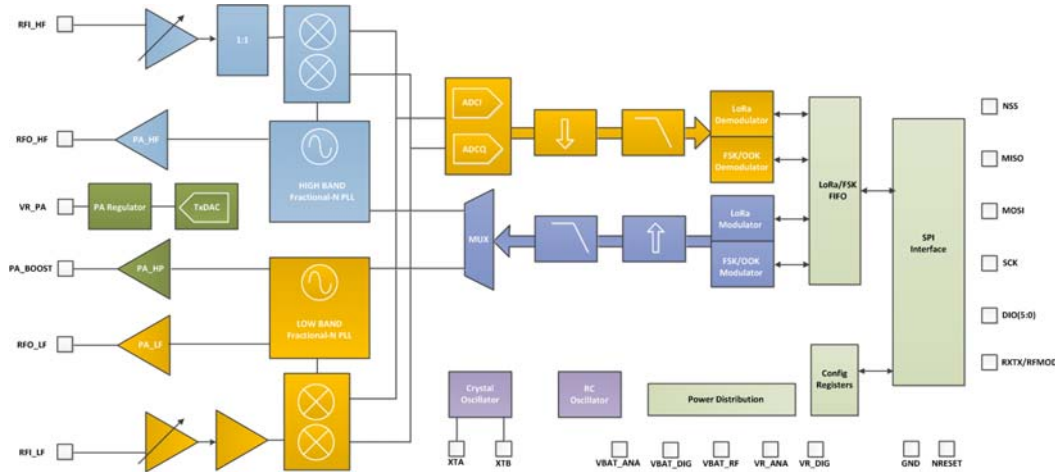 RFI_HF
1:1
RFO_HF
PA_HF
HIGH BAND
Fractional-N PLL
VR_PA
PA Regulator
TxDAC
PA_BOOST
PA_HP
RFO_LF
PA_LF
LOW BAND
Fractional-N PLL
RFI_LF
ADCI
ADCQ
MUX
LoRa
Demodulator
FSK/OOK
Demodulator
LoRa
Modulator
FSK/OOK
Modulator
LoRa/FSK
FIFO
SPI
Interface
Config
Registers
Crystal
Oscillator
RC
Oscillator
Power Distribution
NSS
MISO
MOSI
SCK
DIO(5:0)
RXTX/RFMOD
XTA
XTB
VBAT_ANA
VBAT_DIG
VBAT_RF
VR_ANA
VR_DIG
GND
NRESET